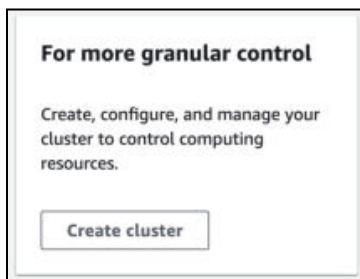 For more granular control
Create, configure, and manage your
cluster to control computing
resources.
Create cluster